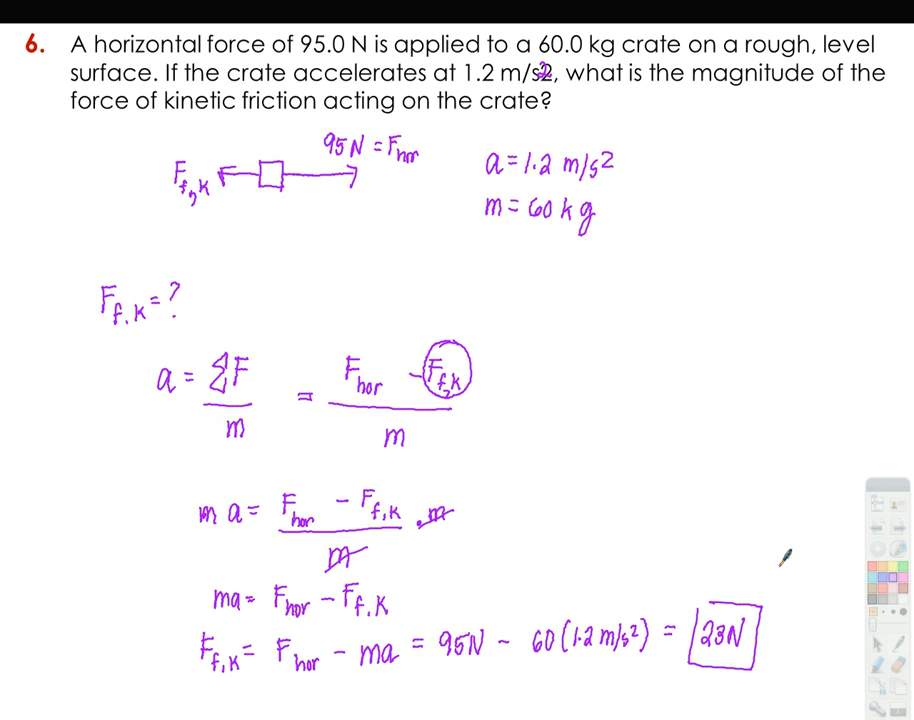 6. A horizontal force of 95.0 N is applied to a 60.0 kg crate on a rough, level
surface. If the crate accelerates at 1.2 m/s2, what is the magnitude of the
force of kinetic friction acting on the crate?
95N = Fhor
Ff,K
a = 1.2 m/s²
m = 60 kg
Ff,K = ?
a = ΣF / m = Fhor - Ff,K / m
m a = Fhor - Ff,K / m . m
ma = Fhor - Ff,K
Ff,K = Fhor - ma = 95N - 60(1.2 m/s²) = 23N